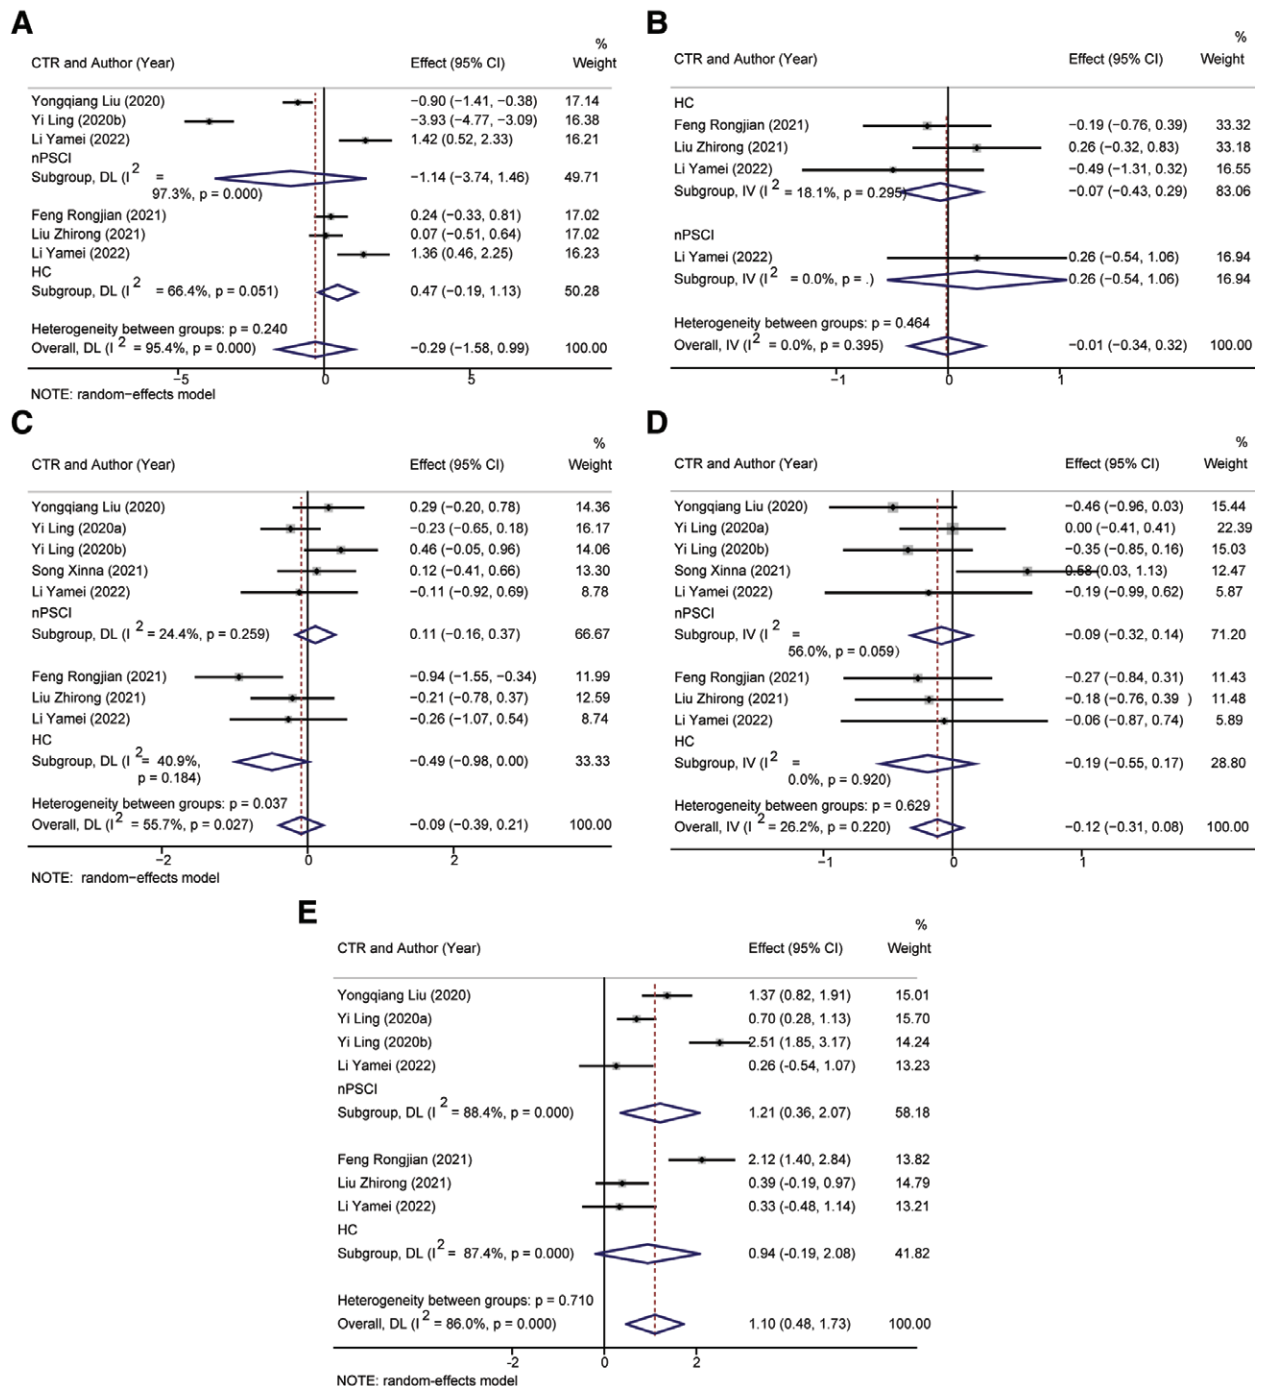 A
%
CTR and Author (Year) Effect (95% CI) Weight
Yongqiang Liu (2020) −0.90 (−1.41, −0.38) 17.14
Yi Ling (2020b) −3.93 (−4.77, −3.09) 16.38
Li Yamei (2022) 1.42 (0.52, 2.33) 16.21
nPSCI
Subgroup, DL (I 2 = 97.3%, p = 0.000) −1.14 (−3.74, 1.46) 49.71
Feng Rongjian (2021) 0.24 (−0.33, 0.81) 17.02
Liu Zhirong (2021) 0.07 (−0.51, 0.64) 17.02
Li Yamei (2022) 1.36 (0.46, 2.25) 16.23
HC
Subgroup, DL (I 2 = 66.4%, p = 0.051) 0.47 (−0.19, 1.13) 50.28
Heterogeneity between groups: p = 0.240
Overall, DL (I 2 = 95.4%, p = 0.000) −0.29 (−1.58, 0.99) 100.00
−5 0 5
NOTE: random−effects model
B
%
CTR and Author (Year) Effect (95% CI) Weight
HC
Feng Rongjian (2021) −0.19 (−0.76, 0.39) 33.32
Liu Zhirong (2021) 0.26 (−0.32, 0.83) 33.18
Li Yamei (2022) −0.49 (−1.31, 0.32) 16.55
Subgroup, IV (I 2 = 18.1%, p = 0.295) −0.07 (−0.43, 0.29) 83.06
nPSCI
Li Yamei (2022) 0.26 (−0.54, 1.06) 16.94
Subgroup, IV (I 2 = 0.0%, p = .) 0.26 (−0.54, 1.06) 16.94
Heterogeneity between groups: p = 0.464
Overall, IV (I 2 = 0.0%, p = 0.395) −0.01 (−0.34, 0.32) 100.00
−1 0 1
C
%
CTR and Author (Year) Effect (95% CI) Weight
Yongqiang Liu (2020) 0.29 (−0.20, 0.78) 14.36
Yi Ling (2020a) −0.23 (−0.65, 0.18) 16.17
Yi Ling (2020b) 0.46 (−0.05, 0.96) 14.06
Song Xinna (2021) 0.12 (−0.41, 0.66) 13.30
Li Yamei (2022) −0.11 (−0.92, 0.69) 8.78
nPSCI
Subgroup, DL (I 2 = 24.4%, p = 0.259) 0.11 (−0.16, 0.37) 66.67
Feng Rongjian (2021) −0.94 (−1.55, −0.34) 11.99
Liu Zhirong (2021) −0.21 (−0.78, 0.37) 12.59
Li Yamei (2022) −0.26 (−1.07, 0.54) 8.74
HC
Subgroup, DL (I 2 = 40.9%, p = 0.184) −0.49 (−0.98, 0.00) 33.33
Heterogeneity between groups: p = 0.037
Overall, DL (I 2 = 55.7%, p = 0.027) −0.09 (−0.39, 0.21) 100.00
−2 0 2
NOTE: random−effects model
D
%
CTR and Author (Year) Effect (95% CI) Weight
Yongqiang Liu (2020) −0.46 (−0.96, 0.03) 15.44
Yi Ling (2020a) 0.00 (−0.41, 0.41) 22.39
Yi Ling (2020b) −0.35 (−0.85, 0.16) 15.03
Song Xinna (2021) 0.58 (0.03, 1.13) 12.47
Li Yamei (2022) −0.19 (−0.99, 0.62) 5.87
nPSCI
Subgroup, IV (I 2 = 56.0%, p = 0.059) −0.09 (−0.32, 0.14) 71.20
Feng Rongjian (2021) −0.27 (−0.84, 0.31) 11.43
Liu Zhirong (2021) −0.18 (−0.76, 0.39 ) 11.48
Li Yamei (2022) −0.06 (−0.87, 0.74) 5.89
HC
Subgroup, IV (I 2 = 0.0%, p = 0.920) −0.19 (−0.55, 0.17) 28.80
Heterogeneity between groups: p = 0.629
Overall, IV (I 2 = 26.2%, p = 0.220) −0.12 (−0.31, 0.08) 100.00
−1 0 1
E
%
CTR and Author (Year) Effect (95% CI) Weight
Yongqiang Liu (2020) 1.37 (0.82, 1.91) 15.01
Yi Ling (2020a) 0.70 (0.28, 1.13) 15.70
Yi Ling (2020b) 2.51 (1.85, 3.17) 14.24
Li Yamei (2022) 0.26 (-0.54, 1.07) 13.23
nPSCI
Subgroup, DL (I 2 = 88.4%, p = 0.000) 1.21 (0.36, 2.07) 58.18
Feng Rongjian (2021) 2.12 (1.40, 2.84) 13.82
Liu Zhirong (2021) 0.39 (-0.19, 0.97) 14.79
Li Yamei (2022) 0.33 (-0.48, 1.14) 13.21
HC
Subgroup, DL (I 2 = 87.4%, p = 0.000) 0.94 (-0.19, 2.08) 41.82
Heterogeneity between groups: p = 0.710
Overall, DL (I 2 = 86.0%, p = 0.000) 1.10 (0.48, 1.73) 100.00
-2 0 2
NOTE: random-effects model